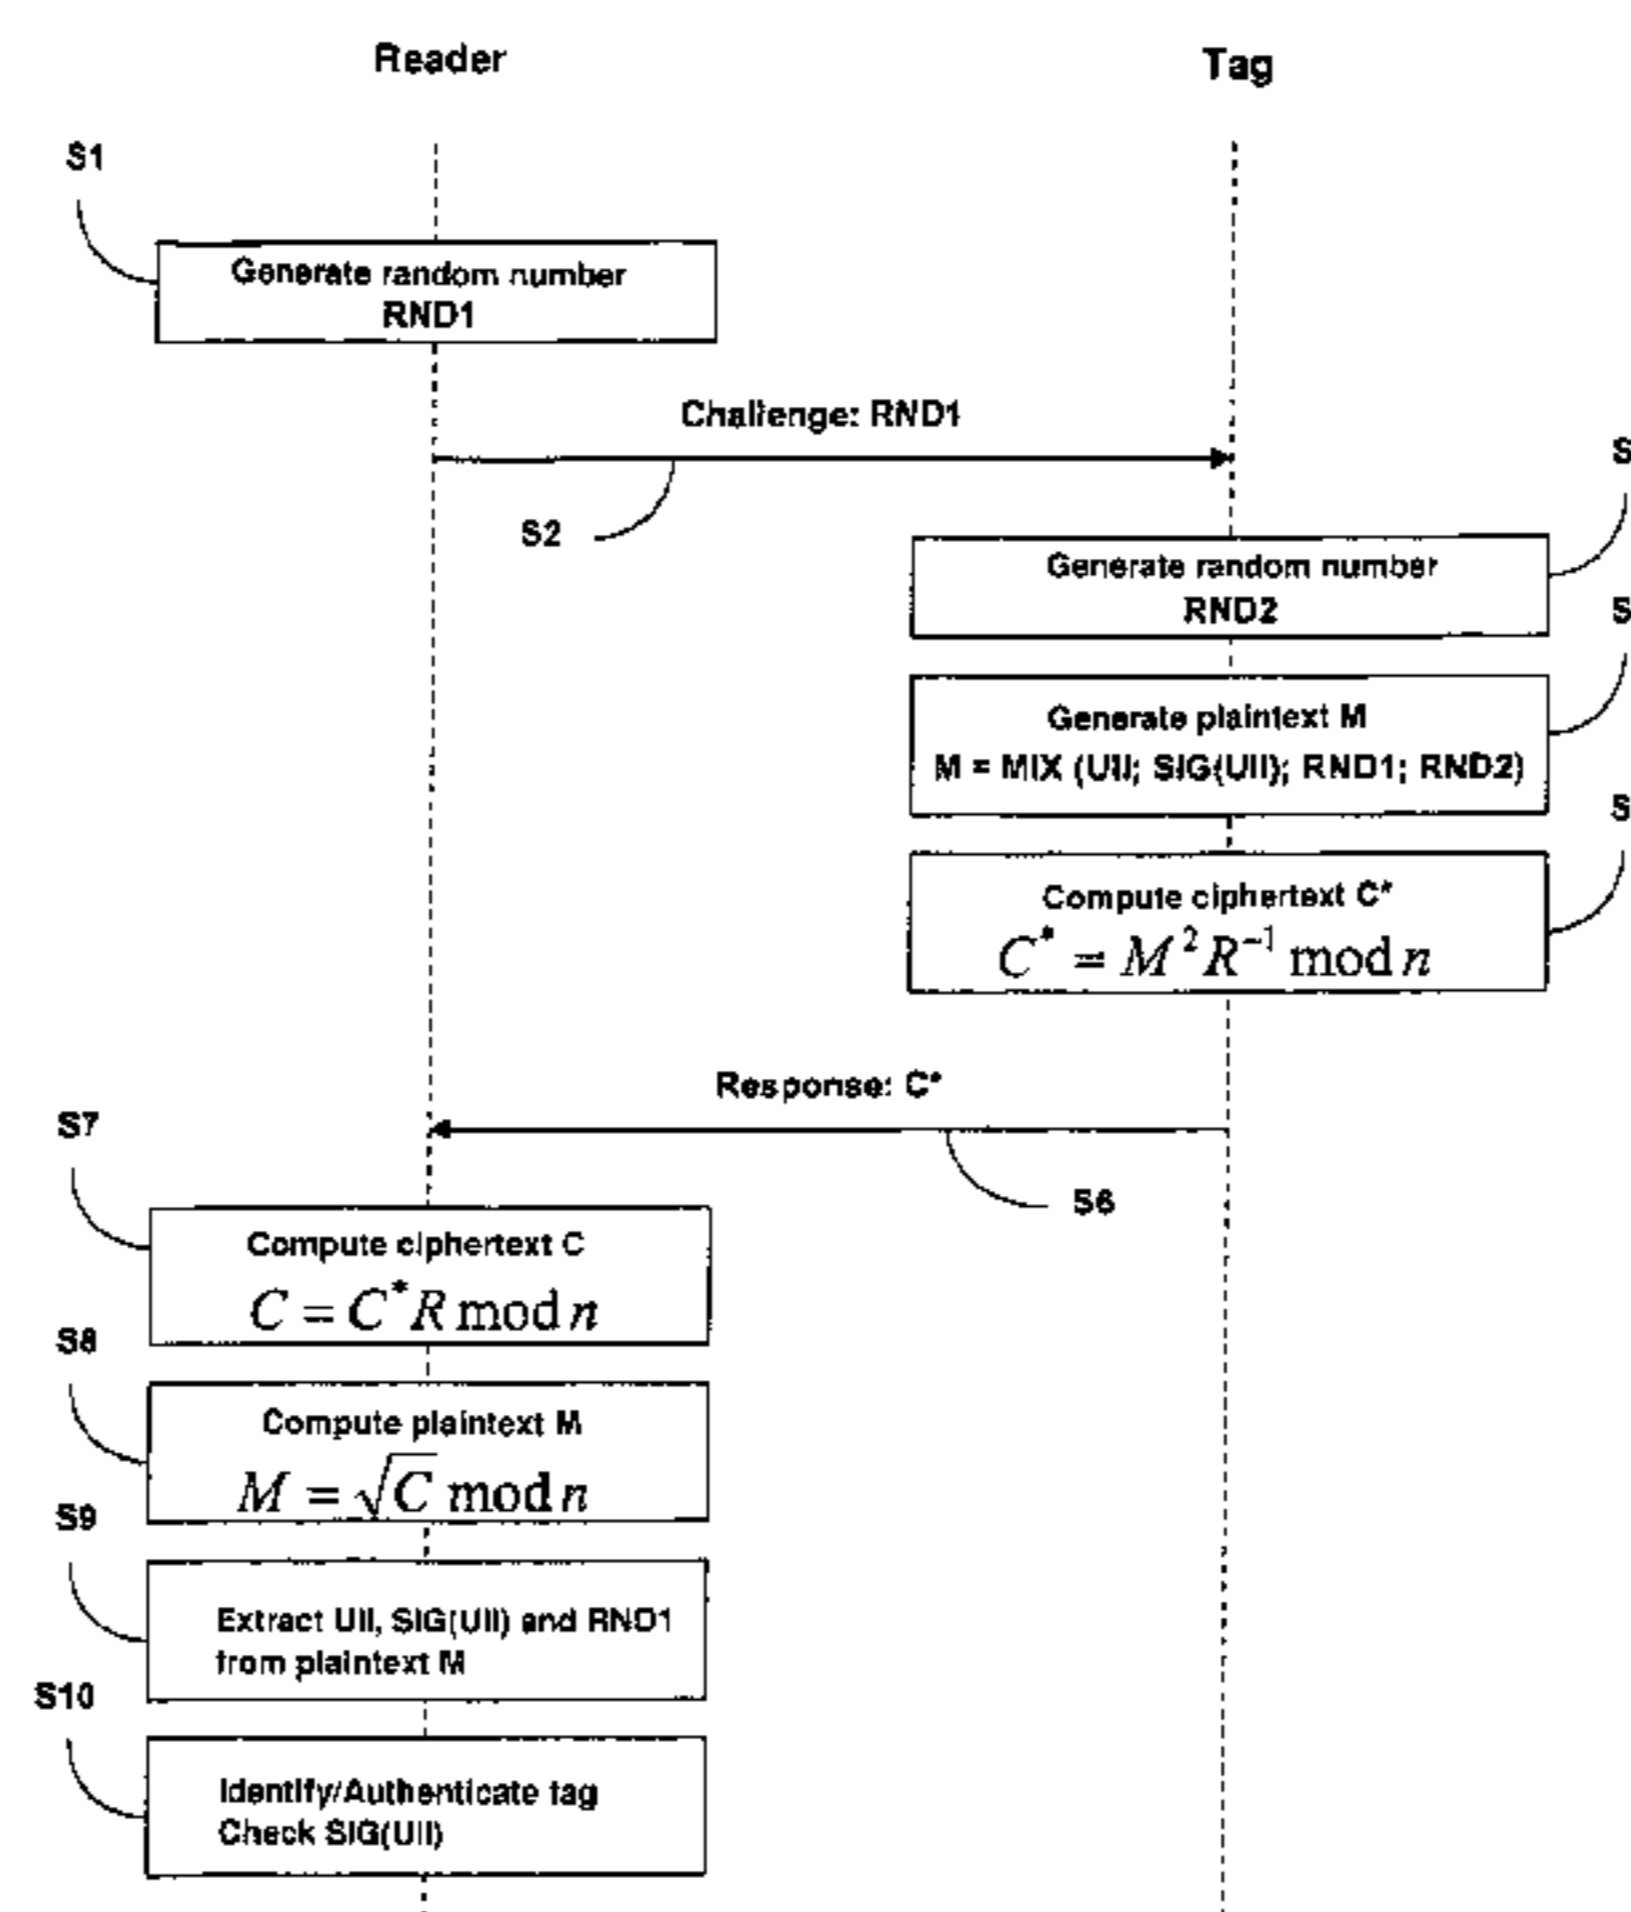 Reader
Tag
S1
Generate random number
RND1
Challenge: RND1
S2
S
Generate random number
RND2
S
Generate plaintext M
M = MIX (UII; SIG(UII); RND1; RND2)
S
Compute ciphertext C*
C* = M²R⁻¹ mod n
Response: C*
S6
S7
Compute ciphertext C
C = C*R mod n
S8
Compute plaintext M
M = √C mod n
S9
Extract UII, SIG(UII) and RND1
from plaintext M
S10
Identify/Authenticate tag
Check SIG(UII)